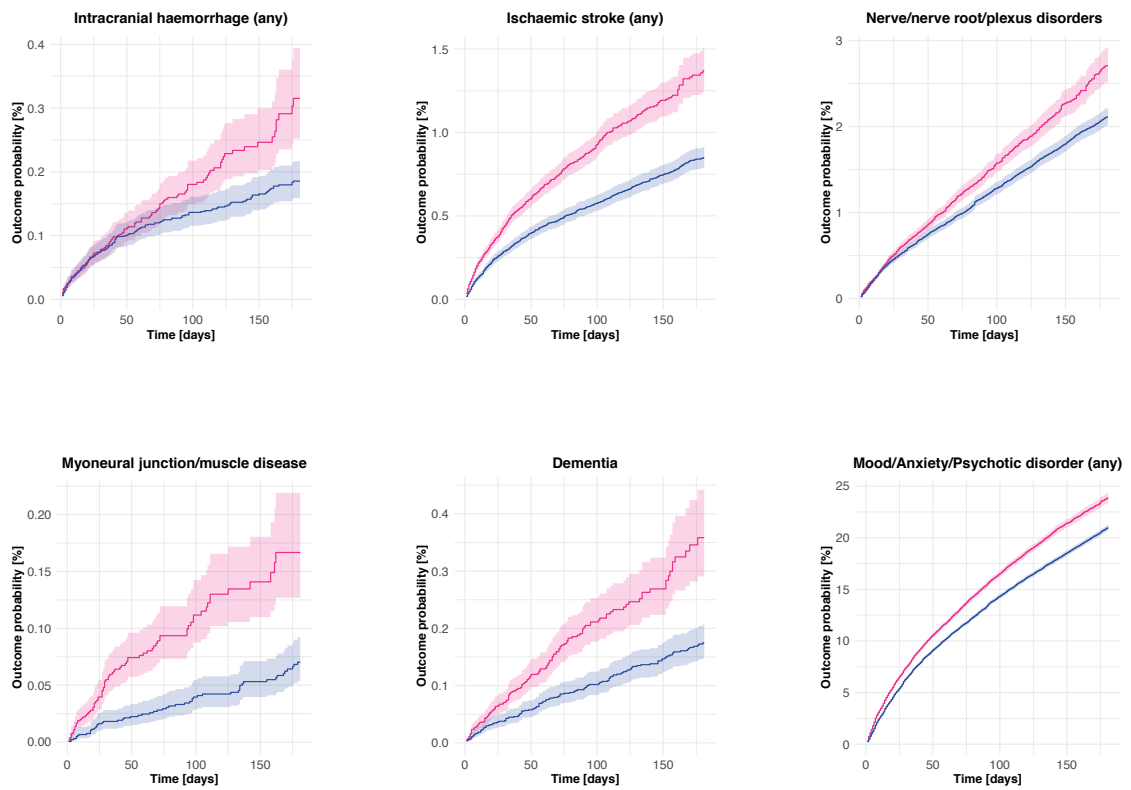 Intracranial haemorrhage (any)
Outcome probability [%]
0.4
0.3
0.2
0.1
0.0
0 50 100 150
Time [days]
Ischaemic stroke (any)
Outcome probability [%]
1.5
1.0
0.5
0.0
0 50 100 150
Time [days]
Nerve/nerve root/plexus disorders
Outcome probability [%]
3
2
1
0
0 50 100 150
Time [days]
Myoneural junction/muscle disease
Outcome probability [%]
0.20
0.15
0.10
0.05
0.00
0 50 100 150
Time [days]
Dementia
Outcome probability [%]
0.4
0.3
0.2
0.1
0.0
0 50 100 150
Time [days]
Mood/Anxiety/Psychotic disorder (any)
Outcome probability [%]
25
20
15
10
5
0
0 50 100 150
Time [days]